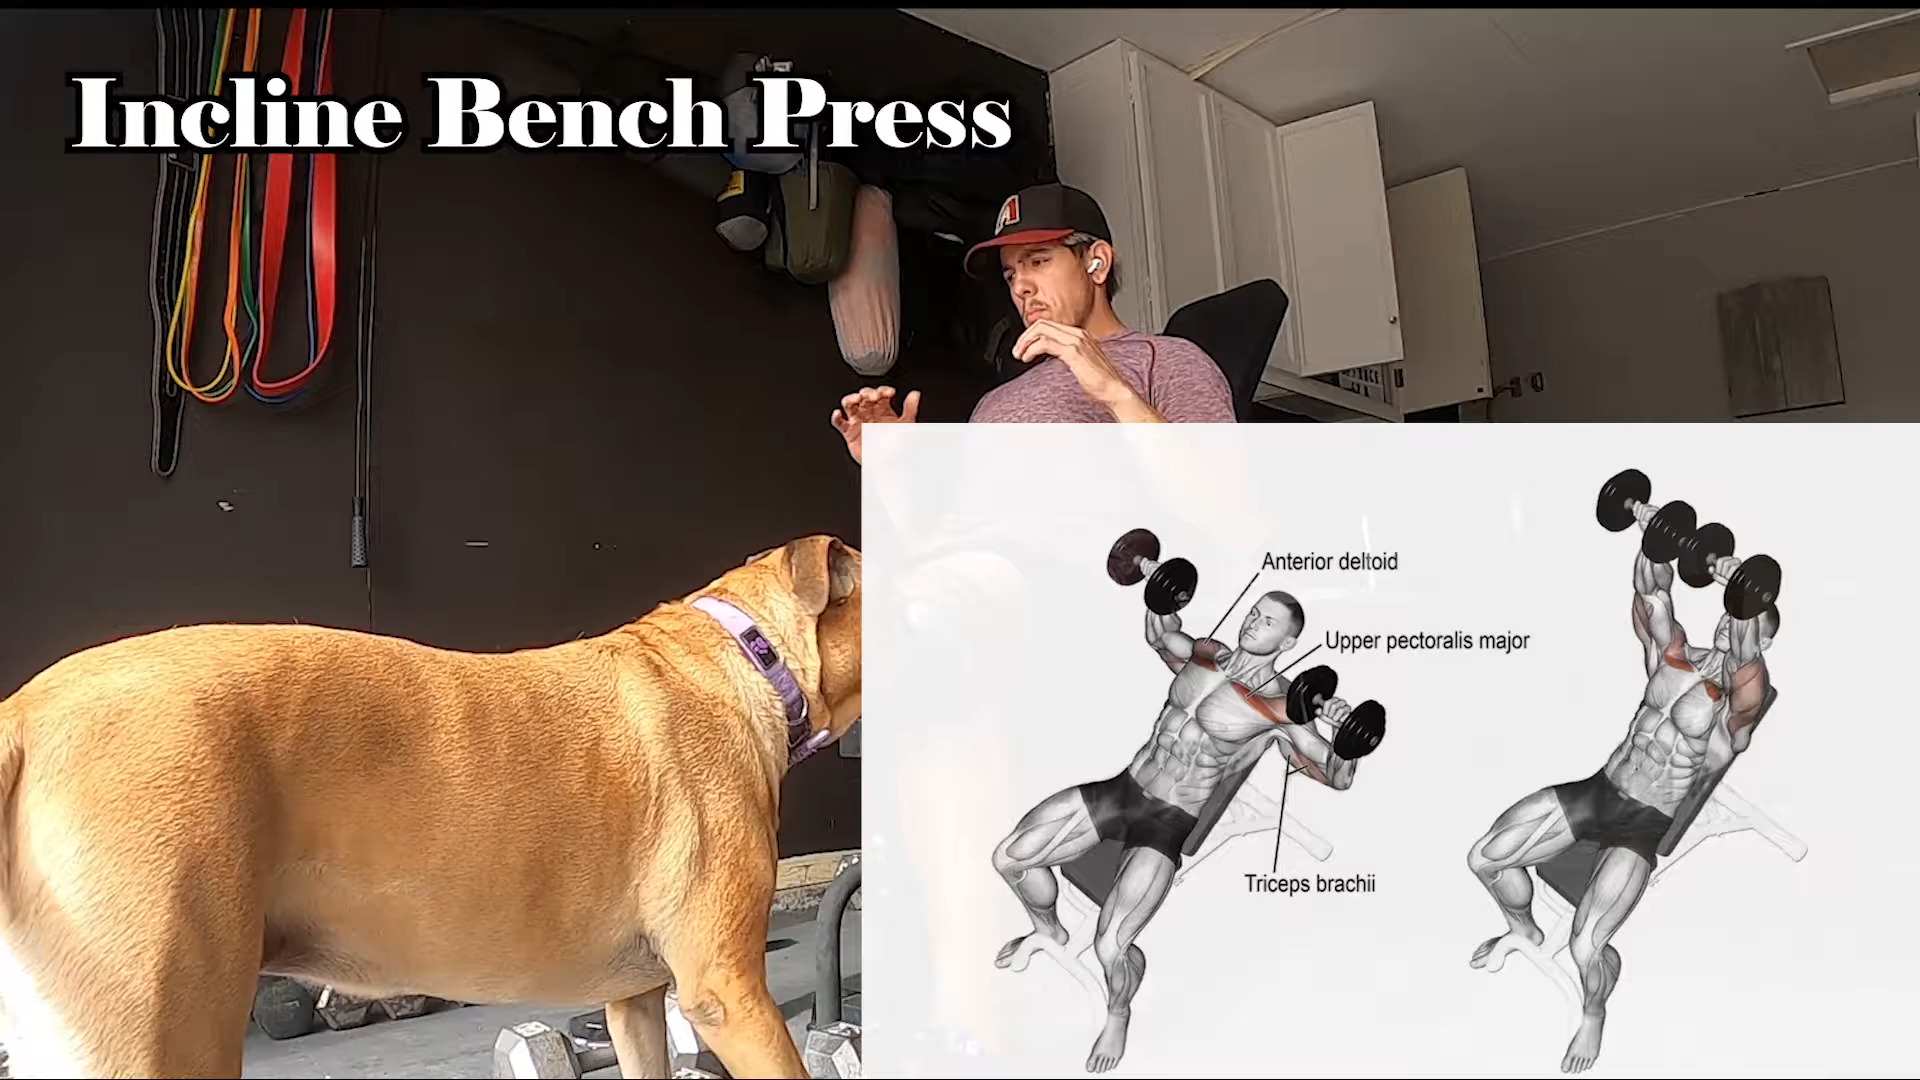 Incline Bench Press
A
Anterior deltoid
Upper pectoralis major
Triceps brachii